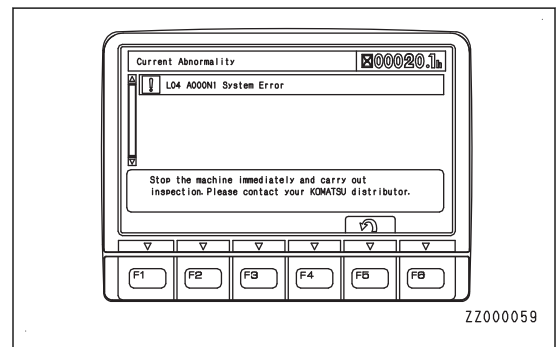 Current Abnormality
00020.1h
L04 A000N1 System Error
Stop the machine immediately and carry out
inspection. Please contact your KOMATSU distributor.
F1 F2 F3 F4 F5 F6
ZZ000059